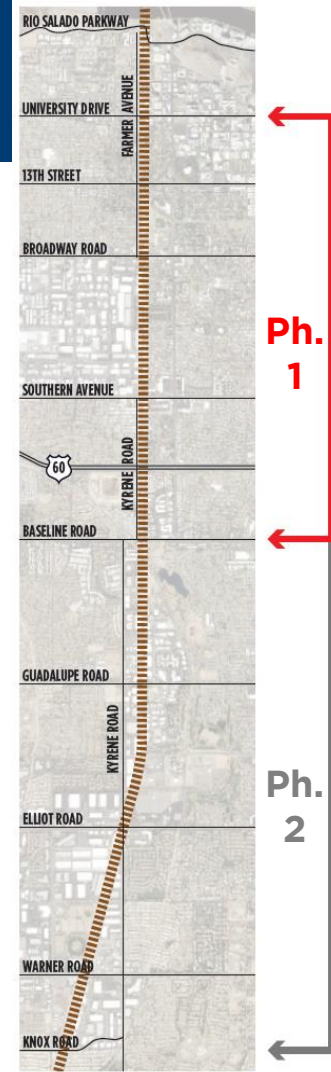 RIO SALADO PARKWAY
FARMER AVENUE
UNIVERSITY DRIVE
13TH STREET
BROADWAY ROAD
Ph.
1
SOUTHERN AVENUE
KYRENE ROAD
60
BASELINE ROAD
GUADALUPE ROAD
KYRENE ROAD
Ph.
2
ELLIOT ROAD
WARNER ROAD
KNOX ROAD